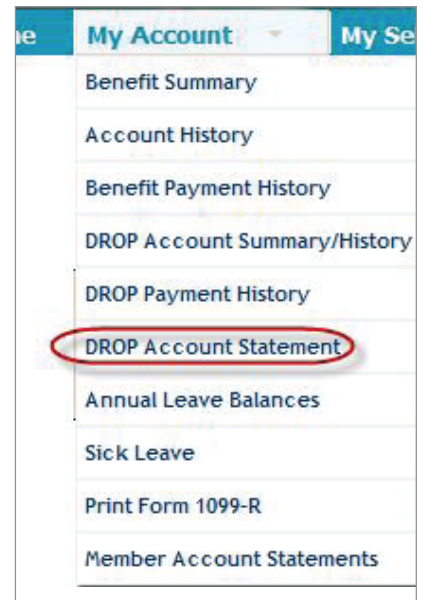 ne My Account My Se
Benefit Summary
Account History
Benefit Payment History
DROP Account Summary/History
DROP Payment History
DROP Account Statement
Annual Leave Balances
Sick Leave
Print Form 1099-R
Member Account Statements